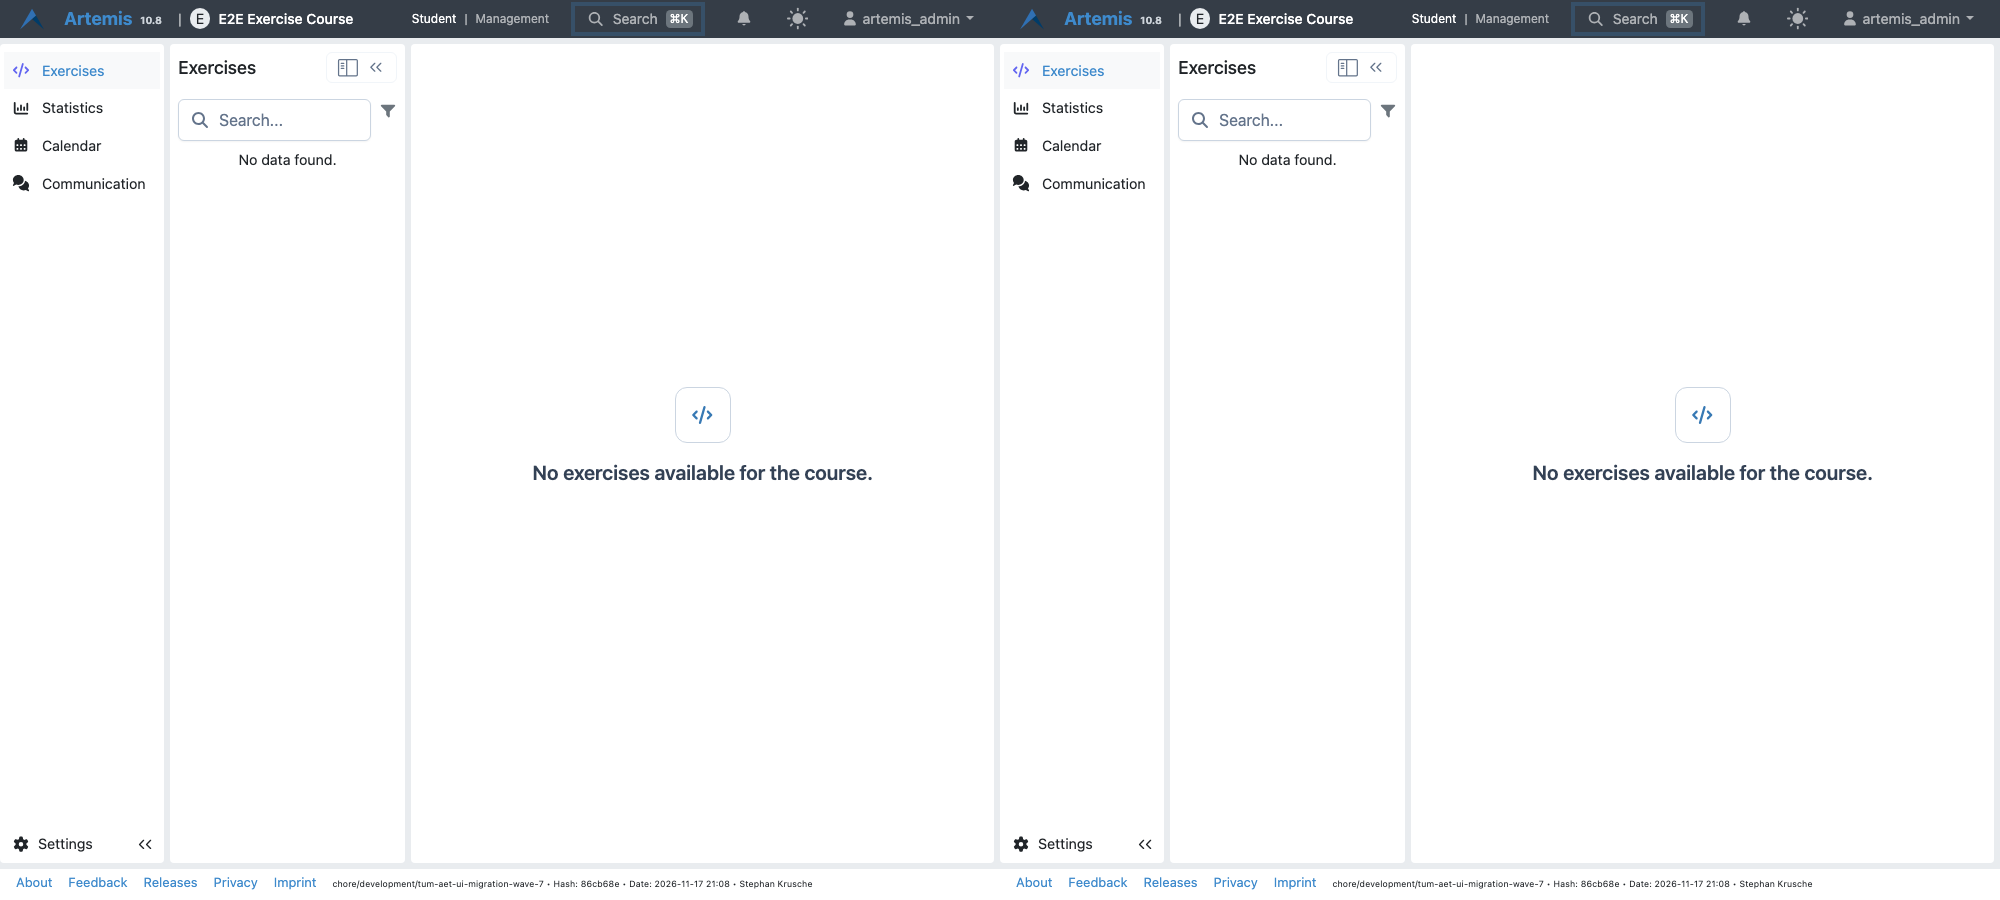 Artemis 10.8 | E E2E Exercise Course Student | Management Search ⌘K artemis_admin
Exercises
Statistics
Calendar
Communication
Settings
Exercises
Search...
No data found.
</>
No exercises available for the course.
About Feedback Releases Privacy Imprint chore/development/tum-aet-ui-migration-wave-7 • Hash: 86cb68e • Date: 2026-11-17 21:08 • Stephan Krusche
Artemis 10.8 | E E2E Exercise Course Student | Management Search ⌘K artemis_admin
Exercises
Statistics
Calendar
Communication
Settings
Exercises
Search...
No data found.
</>
No exercises available for the course.
About Feedback Releases Privacy Imprint chore/development/tum-aet-ui-migration-wave-7 • Hash: 86cb68e • Date: 2026-11-17 21:08 • Stephan Krusche